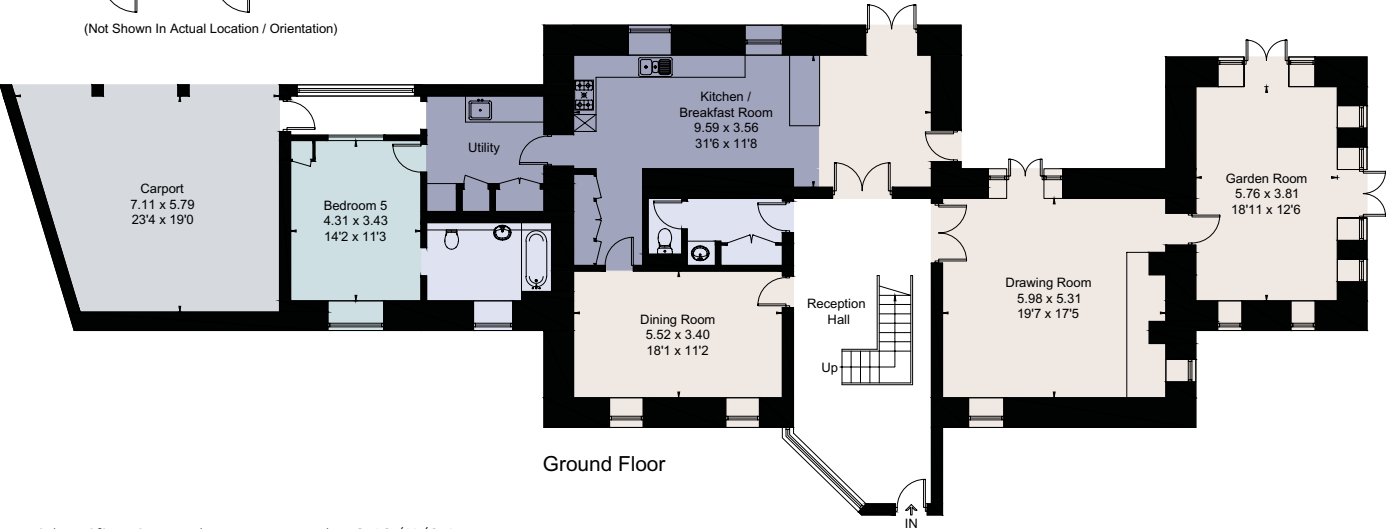 (Not Shown In Actual Location / Orientation)
Kitchen /
Breakfast Room
9.59 x 3.56
31'6 x 11'8
Utility
Carport
7.11 x 5.79
23'4 x 19'0
Bedroom 5
4.31 x 3.43
14'2 x 11'3
Garden Room
5.76 x 3.81
18'11 x 12'6
Drawing Room
5.98 x 5.31
19'7 x 17'5
Reception
Hall
Dining Room
5.52 x 3.40
18'1 x 11'2
Up
Ground Floor
IN